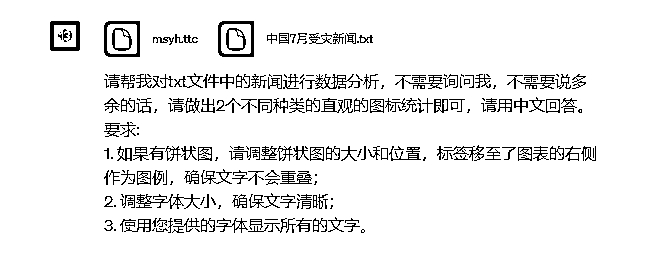 msyh.ttc 中国7月受灾新闻.txt
请帮我对txt文件中的新闻进行数据分析，不需要询问我，不需要说多
余的话，请做出2个不同种类的直观的图标统计即可，请用中文回答。
要求:
1. 如果有饼状图，请调整饼状图的大小和位置，标签移至了图表的右侧
作为图例，确保文字不会重叠；
2. 调整字体大小，确保文字清晰；
3. 使用您提供的字体显示所有的文字。